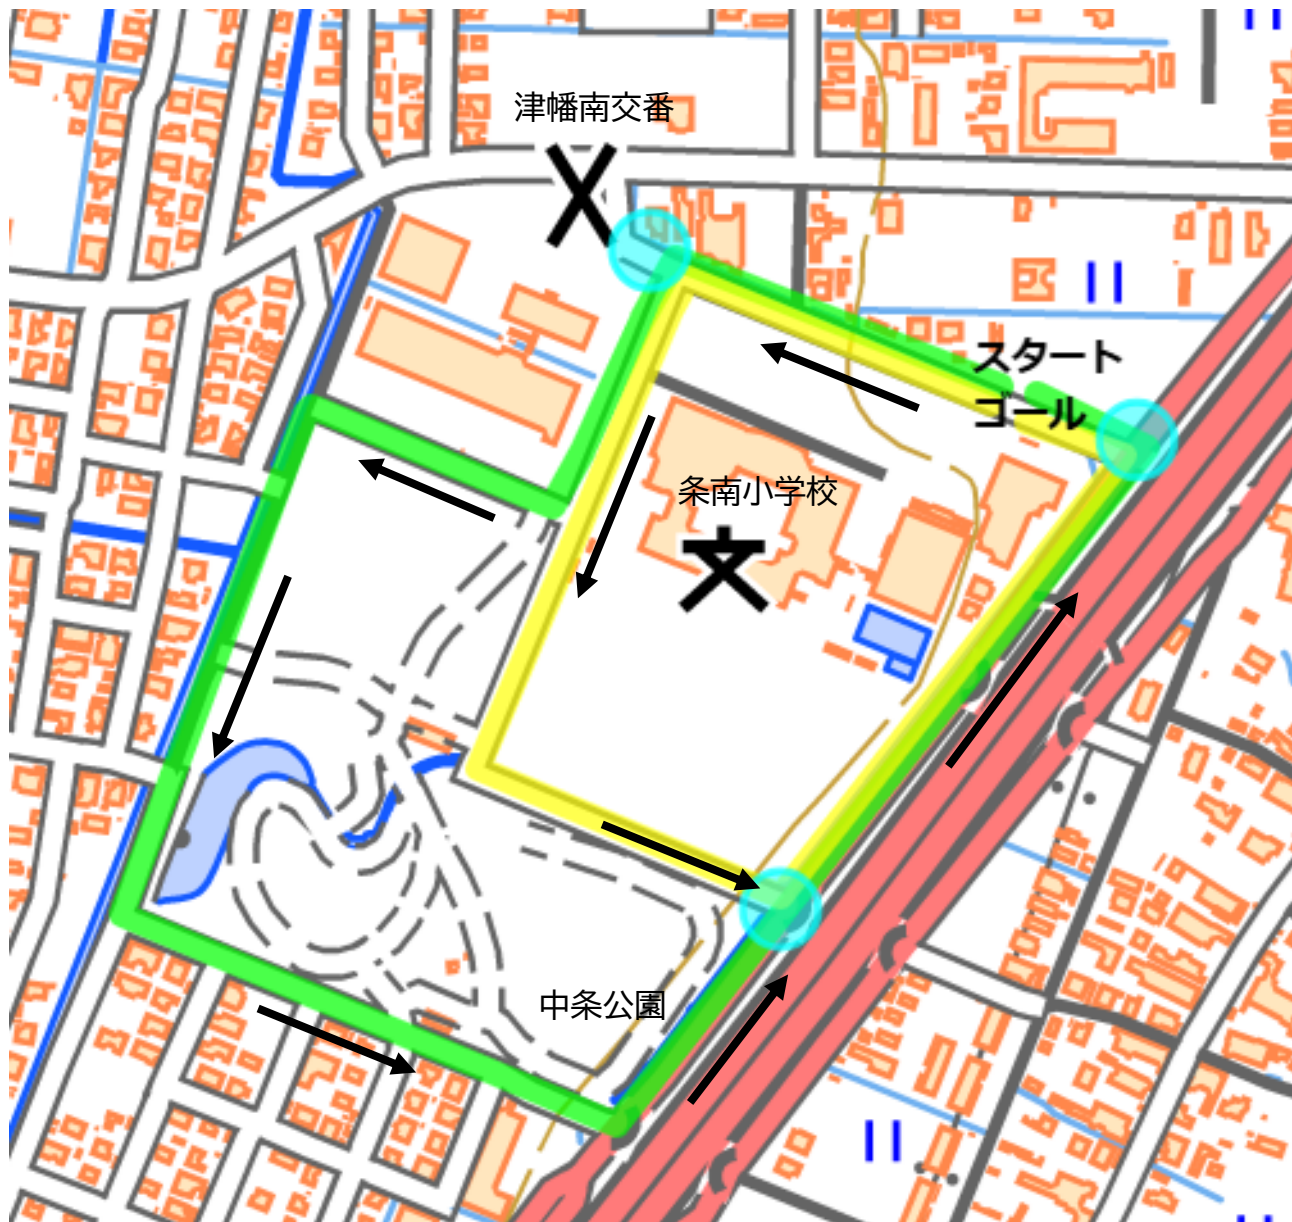 津幡南交番
スタート
ゴール
条南小学校
中条公園